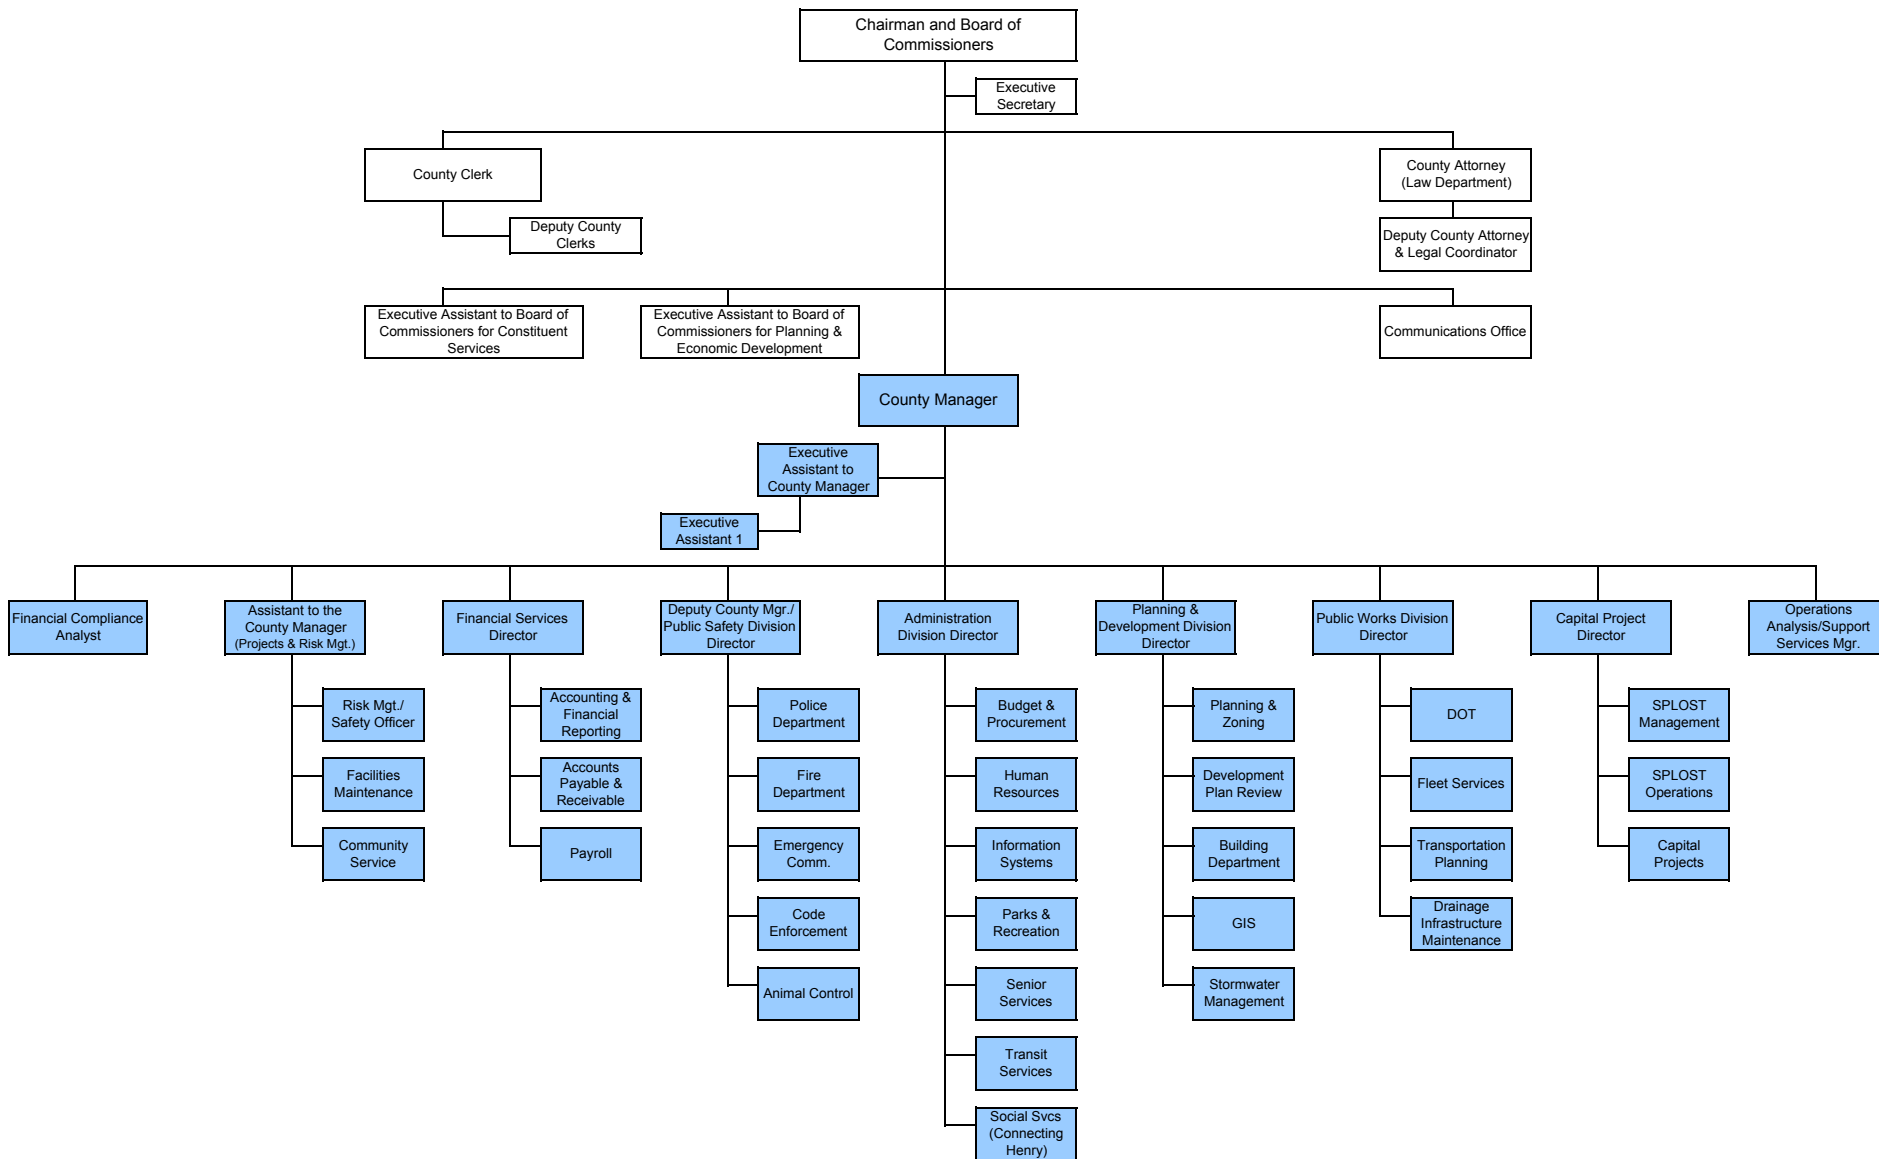 Chairman and Board of
Commissioners
Executive
Secretary
County Clerk
County Attorney
(Law Department)
Deputy County
Clerks
Deputy County Attorney
& Legal Coordinator
Executive Assistant to Board of
Commissioners for Constituent
Services
Executive Assistant to Board of
Commissioners for Planning &
Economic Development
Communications Office
County Manager
Executive
Assistant to
County Manager
Executive
Assistant 1
Financial Compliance
Analyst
Assistant to the
County Manager
(Projects & Risk Mgt.)
Financial Services
Director
Deputy County Mgr./
Public Safety Division
Director
Administration
Division Director
Planning &
Development Division
Director
Public Works Division
Director
Capital Project
Director
Operations
Analysis/Support
Services Mgr.
Risk Mgt./
Safety Officer
Facilities
Maintenance
Community
Service
Accounting &
Financial
Reporting
Accounts
Payable &
Receivable
Payroll
Police
Department
Fire
Department
Emergency
Comm.
Code
Enforcement
Animal Control
Budget &
Procurement
Human
Resources
Information
Systems
Parks &
Recreation
Senior
Services
Transit
Services
Social Svcs
(Connecting
Henry)
Planning &
Zoning
Development
Plan Review
Building
Department
GIS
Stormwater
Management
DOT
Fleet Services
Transportation
Planning
Drainage
Infrastructure
Maintenance
SPLOST
Management
SPLOST
Operations
Capital
Projects